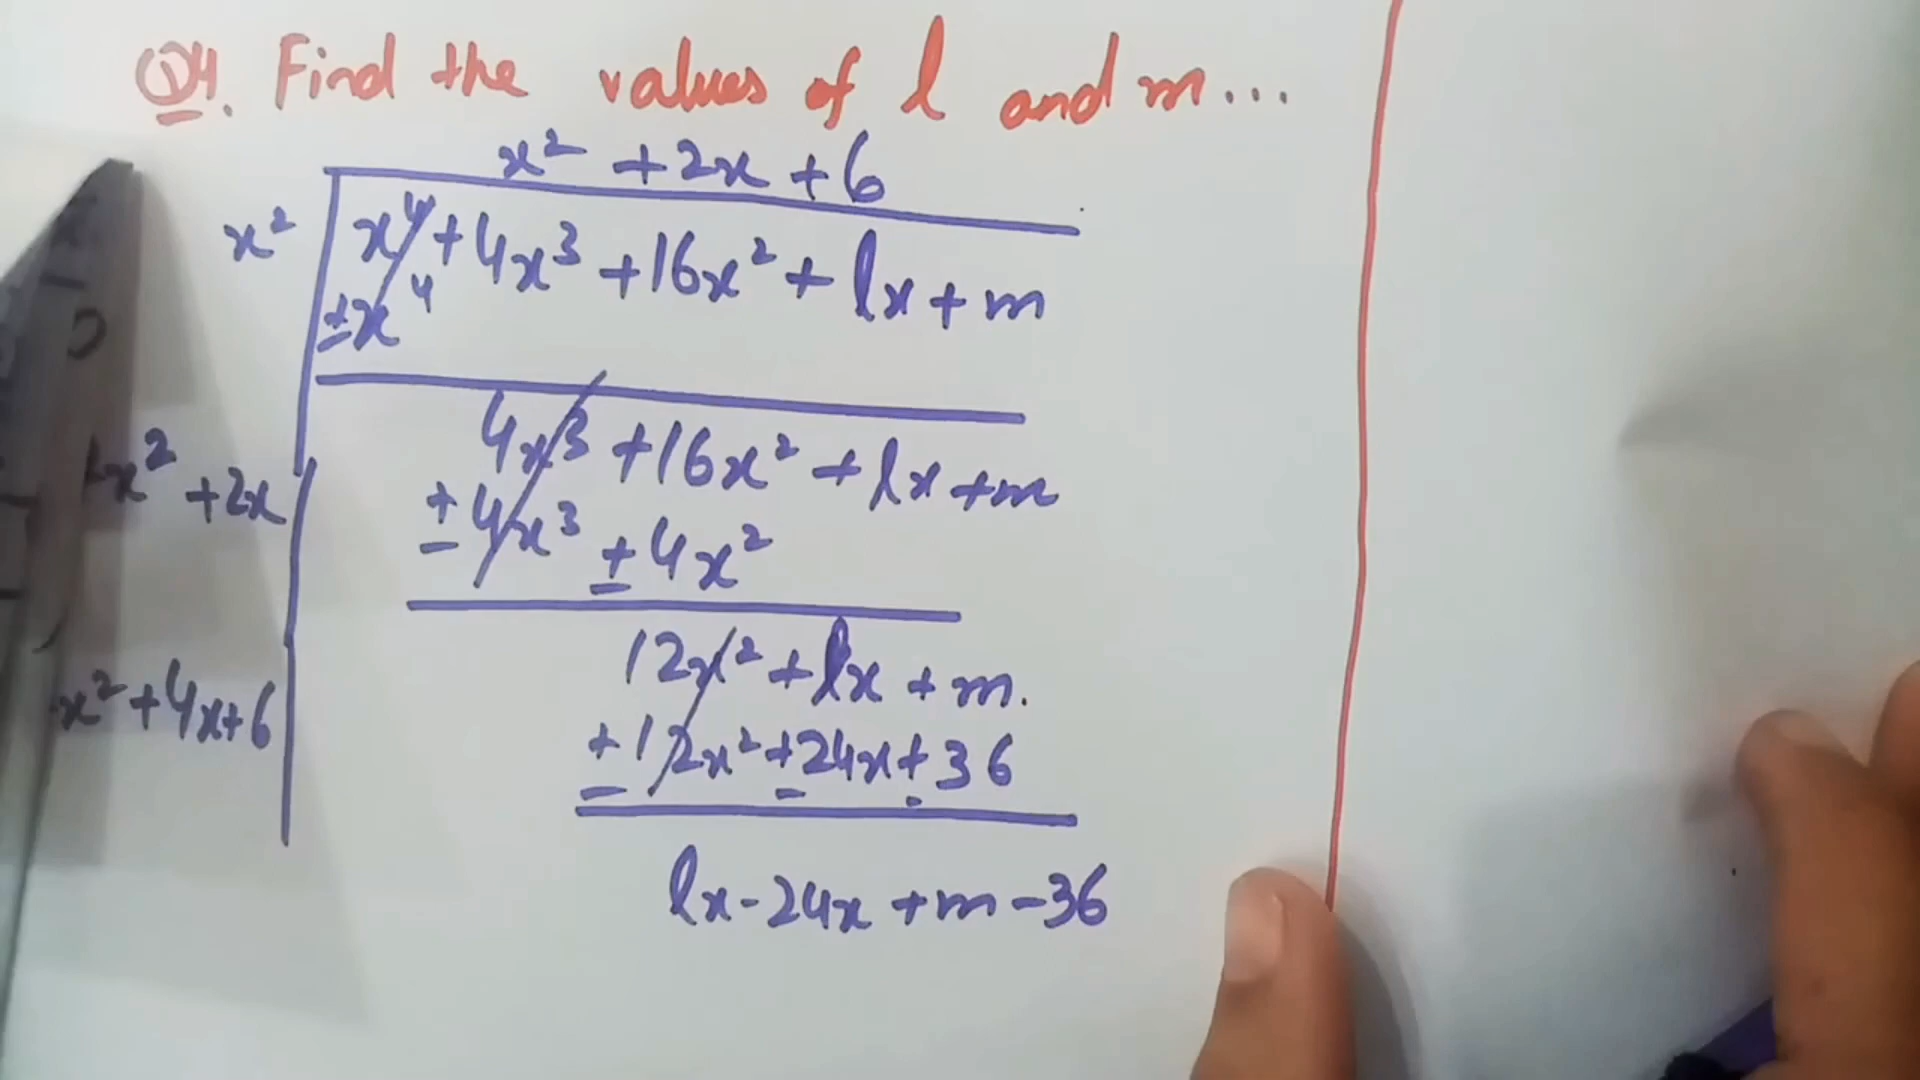 Q4. Find the values of l and m...
x² + 2x + 6
x² x⁴ + 4x³ + 16x² + lx + m
± x⁴
4x³ + 16x² + lx + m
x² + 2x
± 4x³ ± 4x²
12x² + lx + m.
x² + 4x + 6
± 12x² ± 24x ± 36
lx - 24x + m - 36